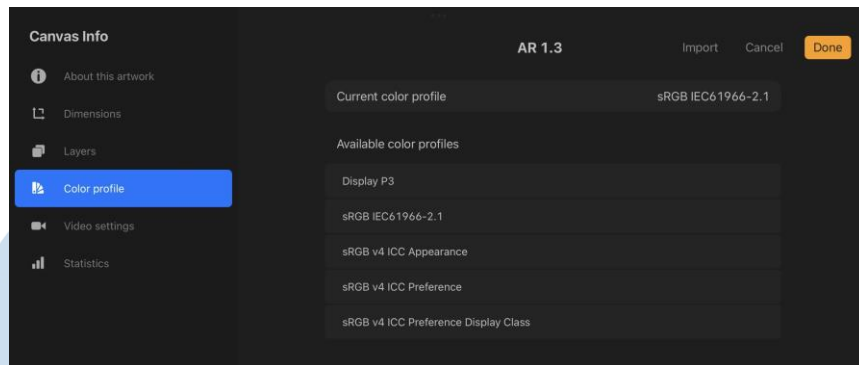 Canvas Info
AR 1.3
Import
Cancel
Done
About this artwork
Dimensions
Layers
Color profile
Video settings
Statistics
Current color profile
sRGB IEC61966-2.1
Available color profiles
Display P3
sRGB IEC61966-2.1
sRGB v4 ICC Appearance
sRGB v4 ICC Preference
sRGB v4 ICC Preference Display Class